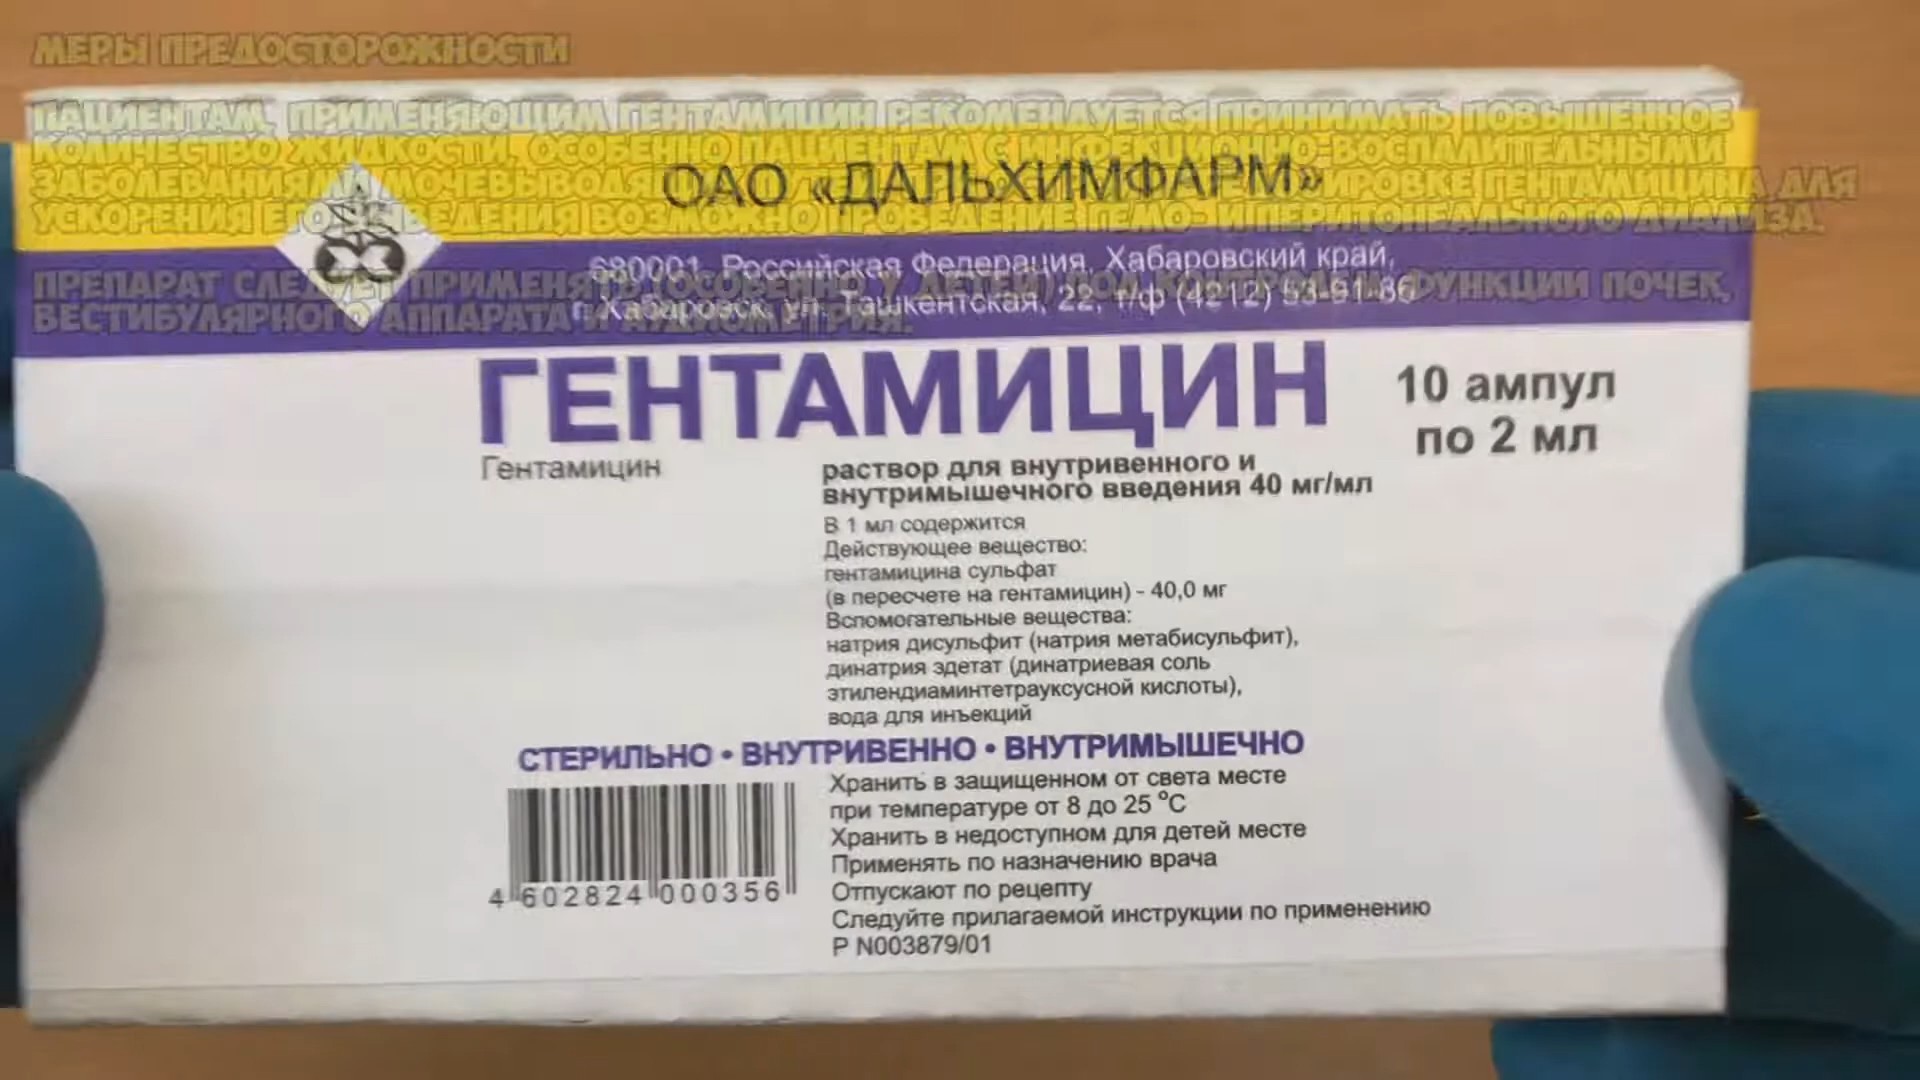 МЕРЫ ПРЕДОСТОРОЖНОСТИ
ПАЦИЕНТАМ, ПРИМЕНЯЮЩИМ ГЕНТАМИЦИН РЕКОМЕНДУЕТСЯ ПРИНИМАТЬ ПОВЫШЕННОЕ
КОЛИЧЕСТВО ЖИДКОСТИ, ОСОБЕННО ПАЦИЕНТАМ С ИНФЕКЦИОННО-ВОСПАЛИТЕЛЬНЫМИ
ЗАБОЛЕВАНИЯ ГЕНТАМИЦИНА ДЛЯ
УСКОРЕНИЯ ЕГО ВЫВЕДЕНИЯ ВОЗМОЖНО ПРОВЕДЕНИЕ ГЕМО- И ПЕРИТОНЕАЛЬНОГО ДИАЛИЗА.
ПРЕПАРАТ СЛЕДУЕТ ПРИМЕНЯТЬ (ОСОБЕННО У ДЕТЕЙ) ПОД КОНТРОЛЕМ ФУНКЦИИ ПОЧЕК,
ВЕСТИБУЛЯРНОГО АППАРАТА И АУДИОМЕТРИЯ.
ОАО «ДАЛЬХИМФАРМ»
680001, Российская Федерация, Хабаровский край,
г. Хабаровск, ул. Ташкентская, 22, т/ф (4212) 53-91-86
ГЕНТАМИЦИН
10 ампул
по 2 мл
Гентамицин
раствор для внутривенного и
внутримышечного введения 40 мг/мл
В 1 мл содержится
Действующее вещество:
гентамицина сульфат
(в пересчете на гентамицин) - 40,0 мг
Вспомогательные вещества:
натрия дисульфит (натрия метабисульфит),
динатрия эдетат (динатриевая соль
этилендиаминтетрауксусной кислоты),
вода для инъекций
СТЕРИЛЬНО • ВНУТРИВЕННО • ВНУТРИМЫШЕЧНО
Хранить в защищенном от света месте
при температуре от 8 до 25 °С
Хранить в недоступном для детей месте
Применять по назначению врача
Отпускают по рецепту
Следуйте прилагаемой инструкции по применению
Р N003879/01
4 602824 000356